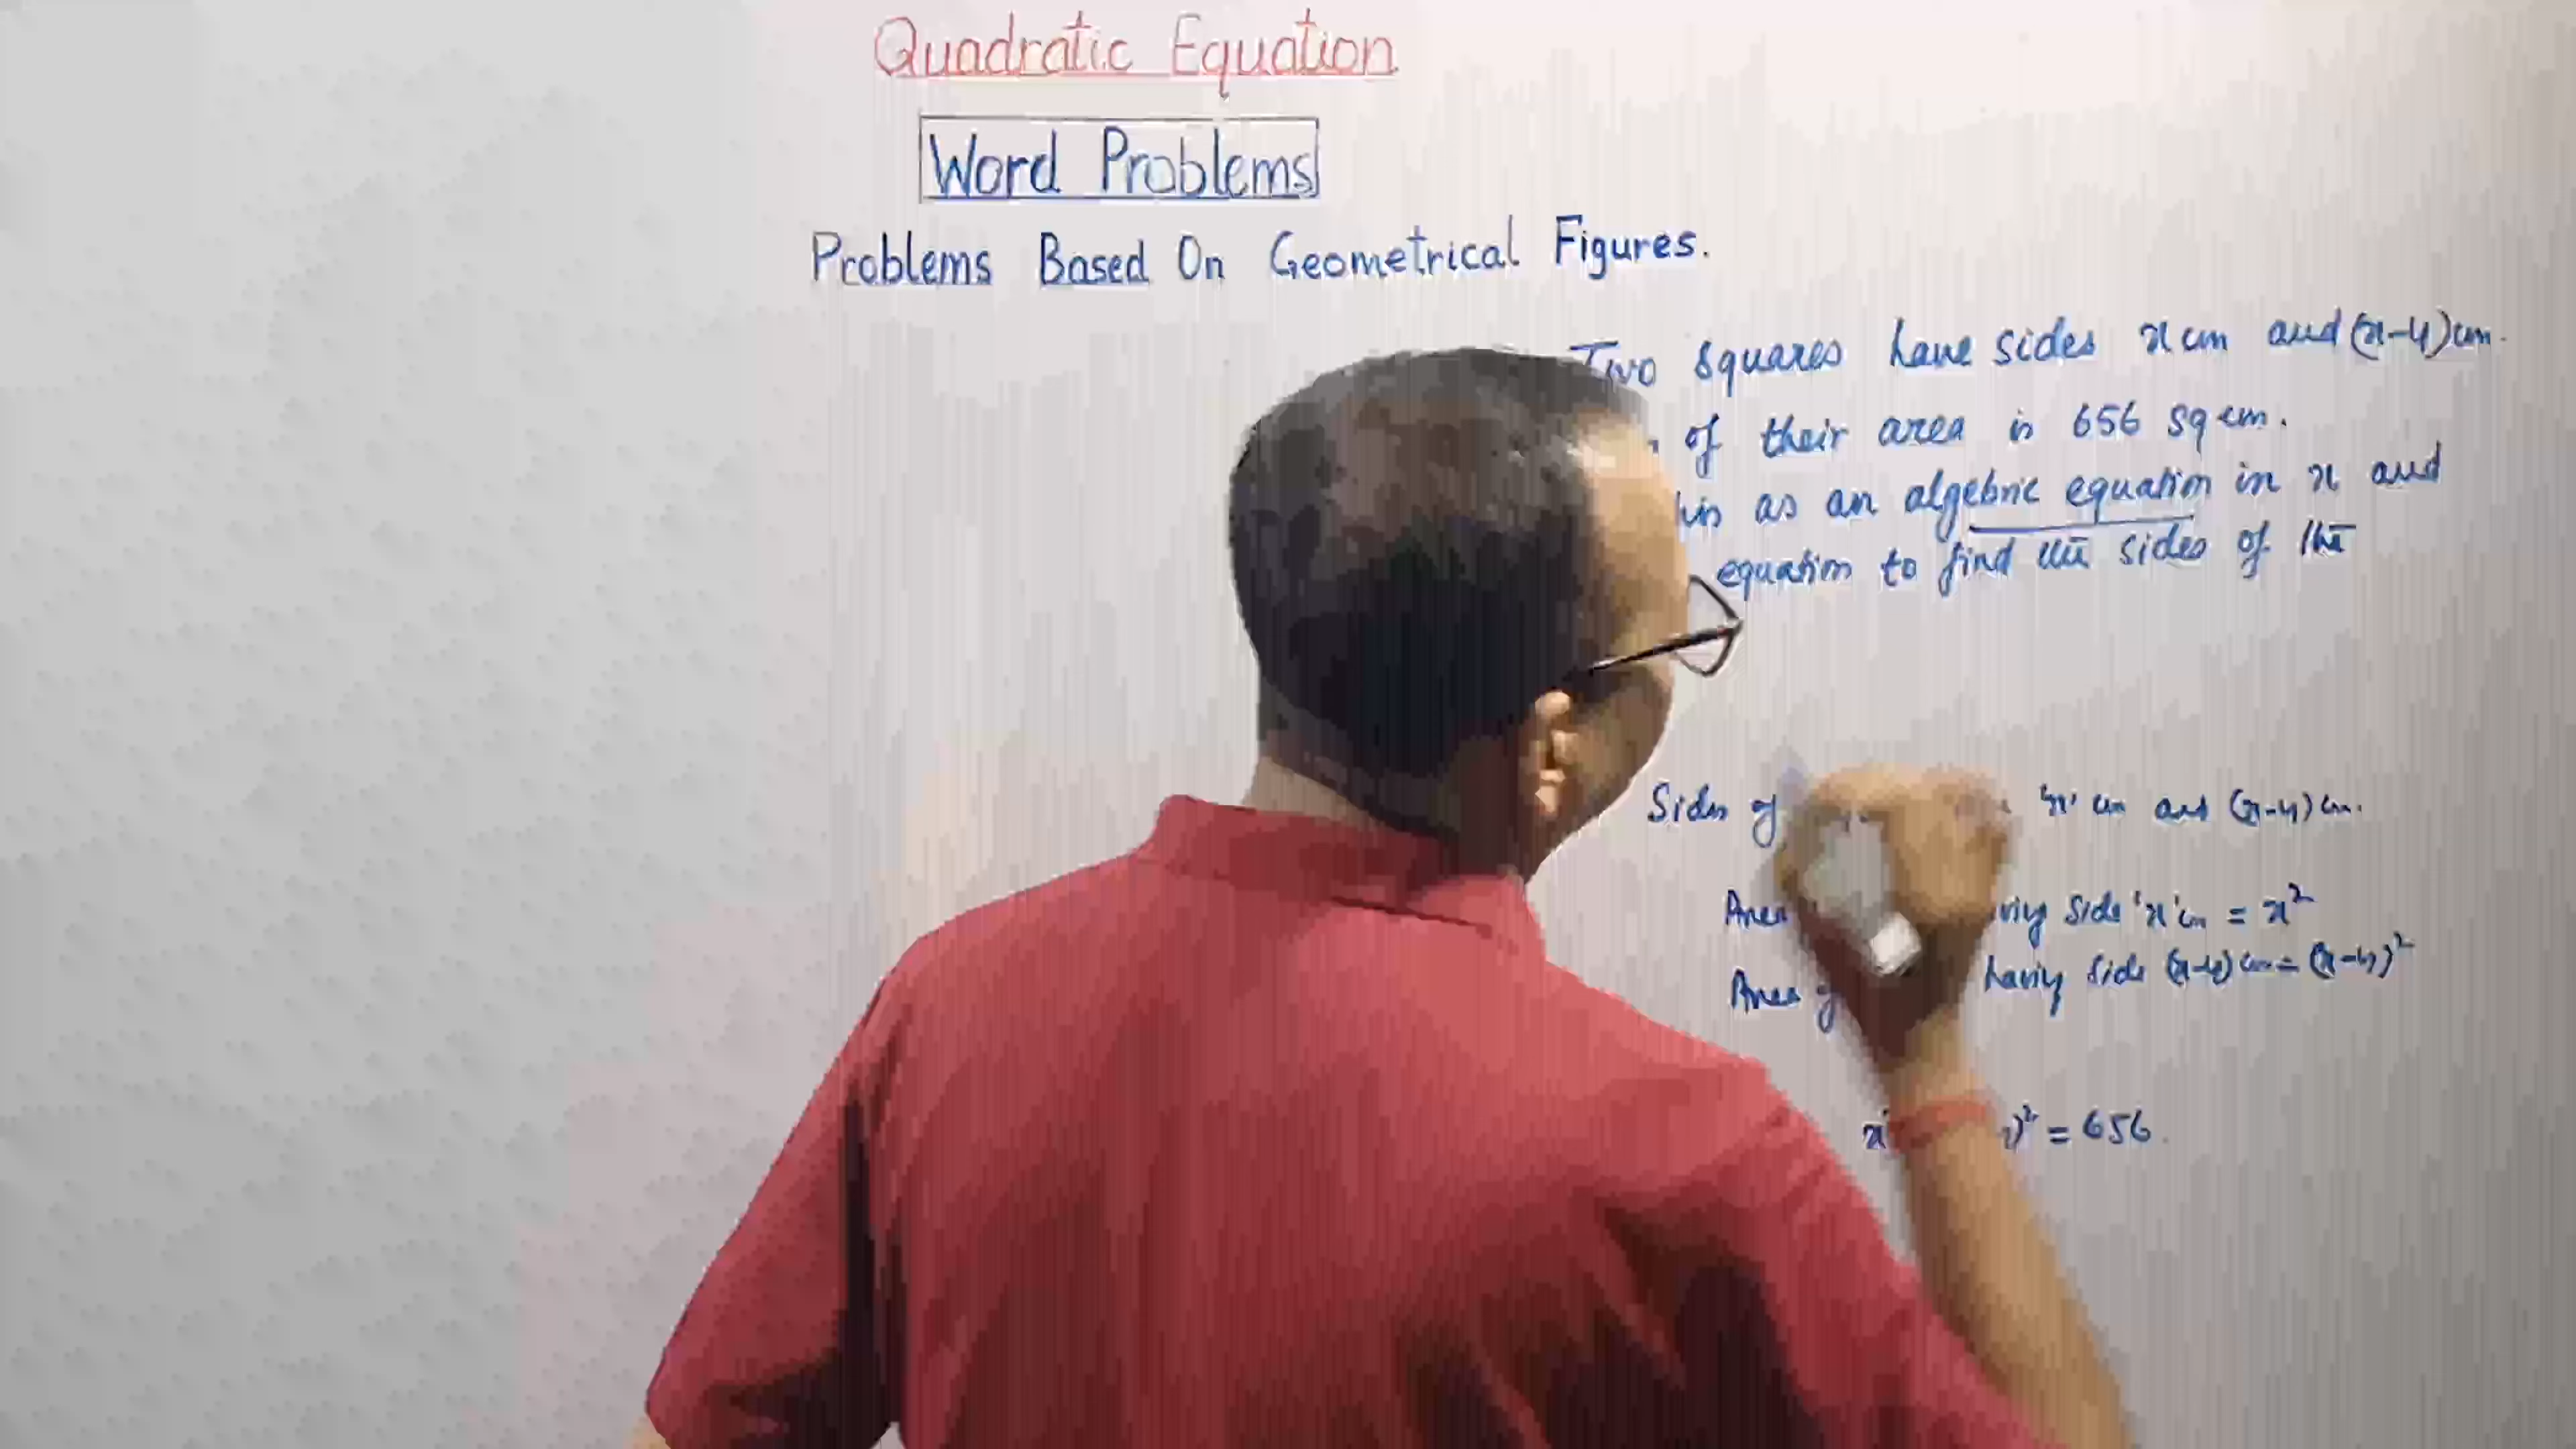 Quadratic Equation
Word Problems
Problems Based On Geometrical Figures.
Two squares have sides x cm and (x-4) cm.
of their area is 656 sq cm.
as an algebric equation in x and
equation to find the sides of the
Sides of 'x' cm and (x-4) cm.
Area side 'x' cm = x²
Area of having side (x-4) cm = (x-4)²
x )² = 656